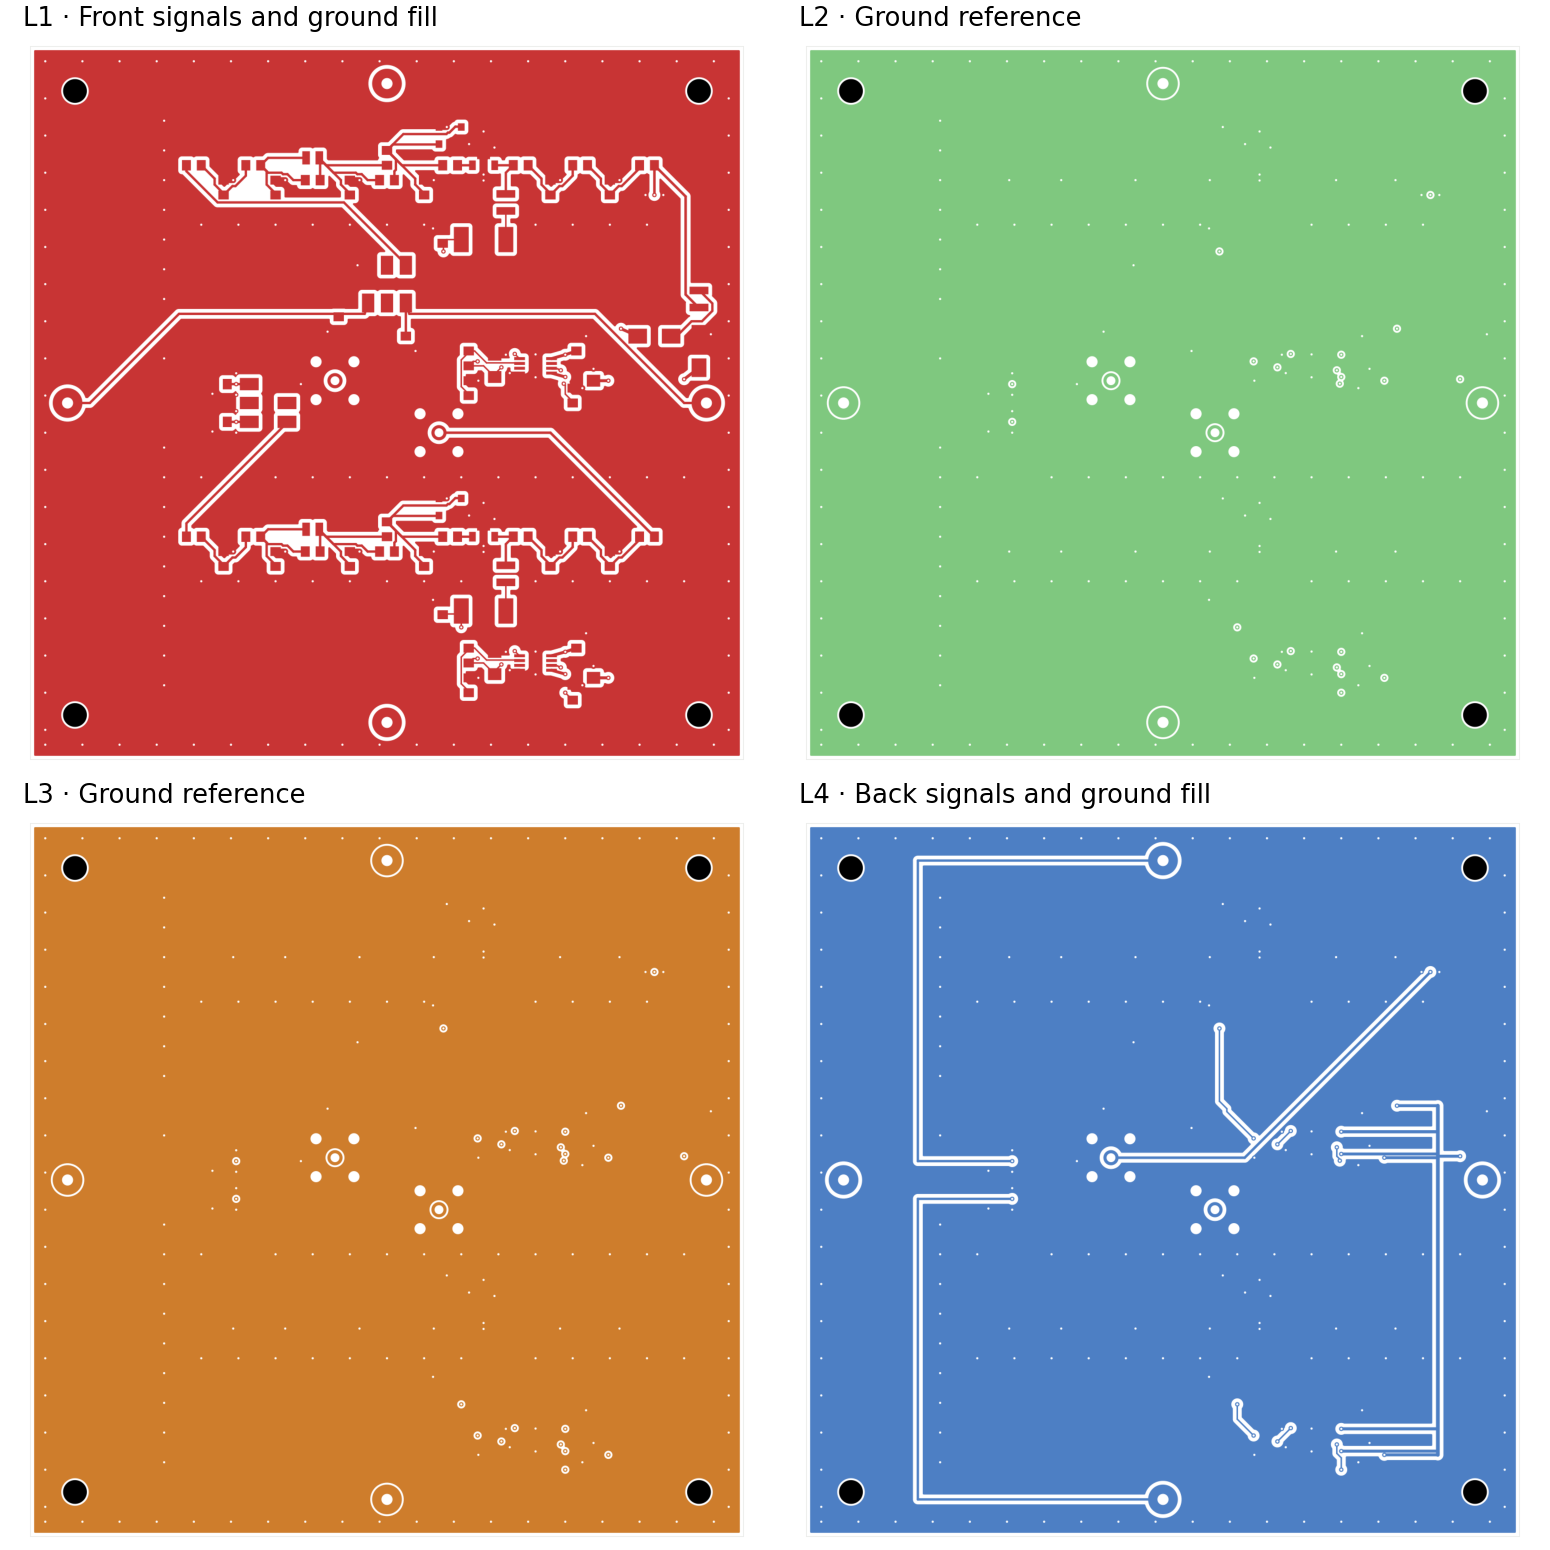 L1 · Front signals and ground fill
L2 · Ground reference
L3 · Ground reference
L4 · Back signals and ground fill